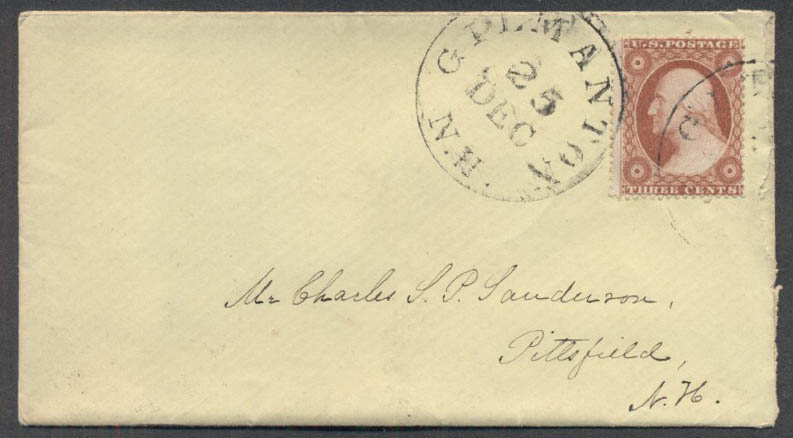 GILMANTON N.H.
25
DEC
U.S. POSTAGE
THREE CENTS
Mr Charles S. P. Sanderson,
Pittsfield,
N.H.